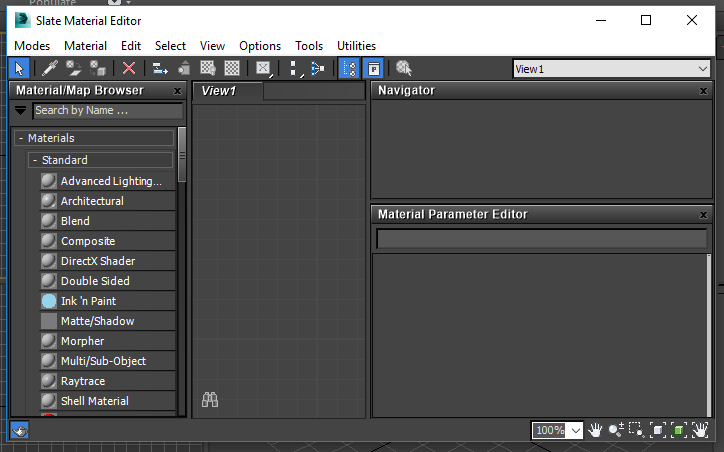 Populate
Slate Material Editor
Modes Material Edit Select View Options Tools Utilities
View1
Material/Map Browser x
Search by Name ...
- Materials
- Standard
Advanced Lighting...
Architectural
Blend
Composite
DirectX Shader
Double Sided
Ink 'n Paint
Matte/Shadow
Morpher
Multi/Sub-Object
Raytrace
Shell Material
View1
Navigator x
Material Parameter Editor x
100%